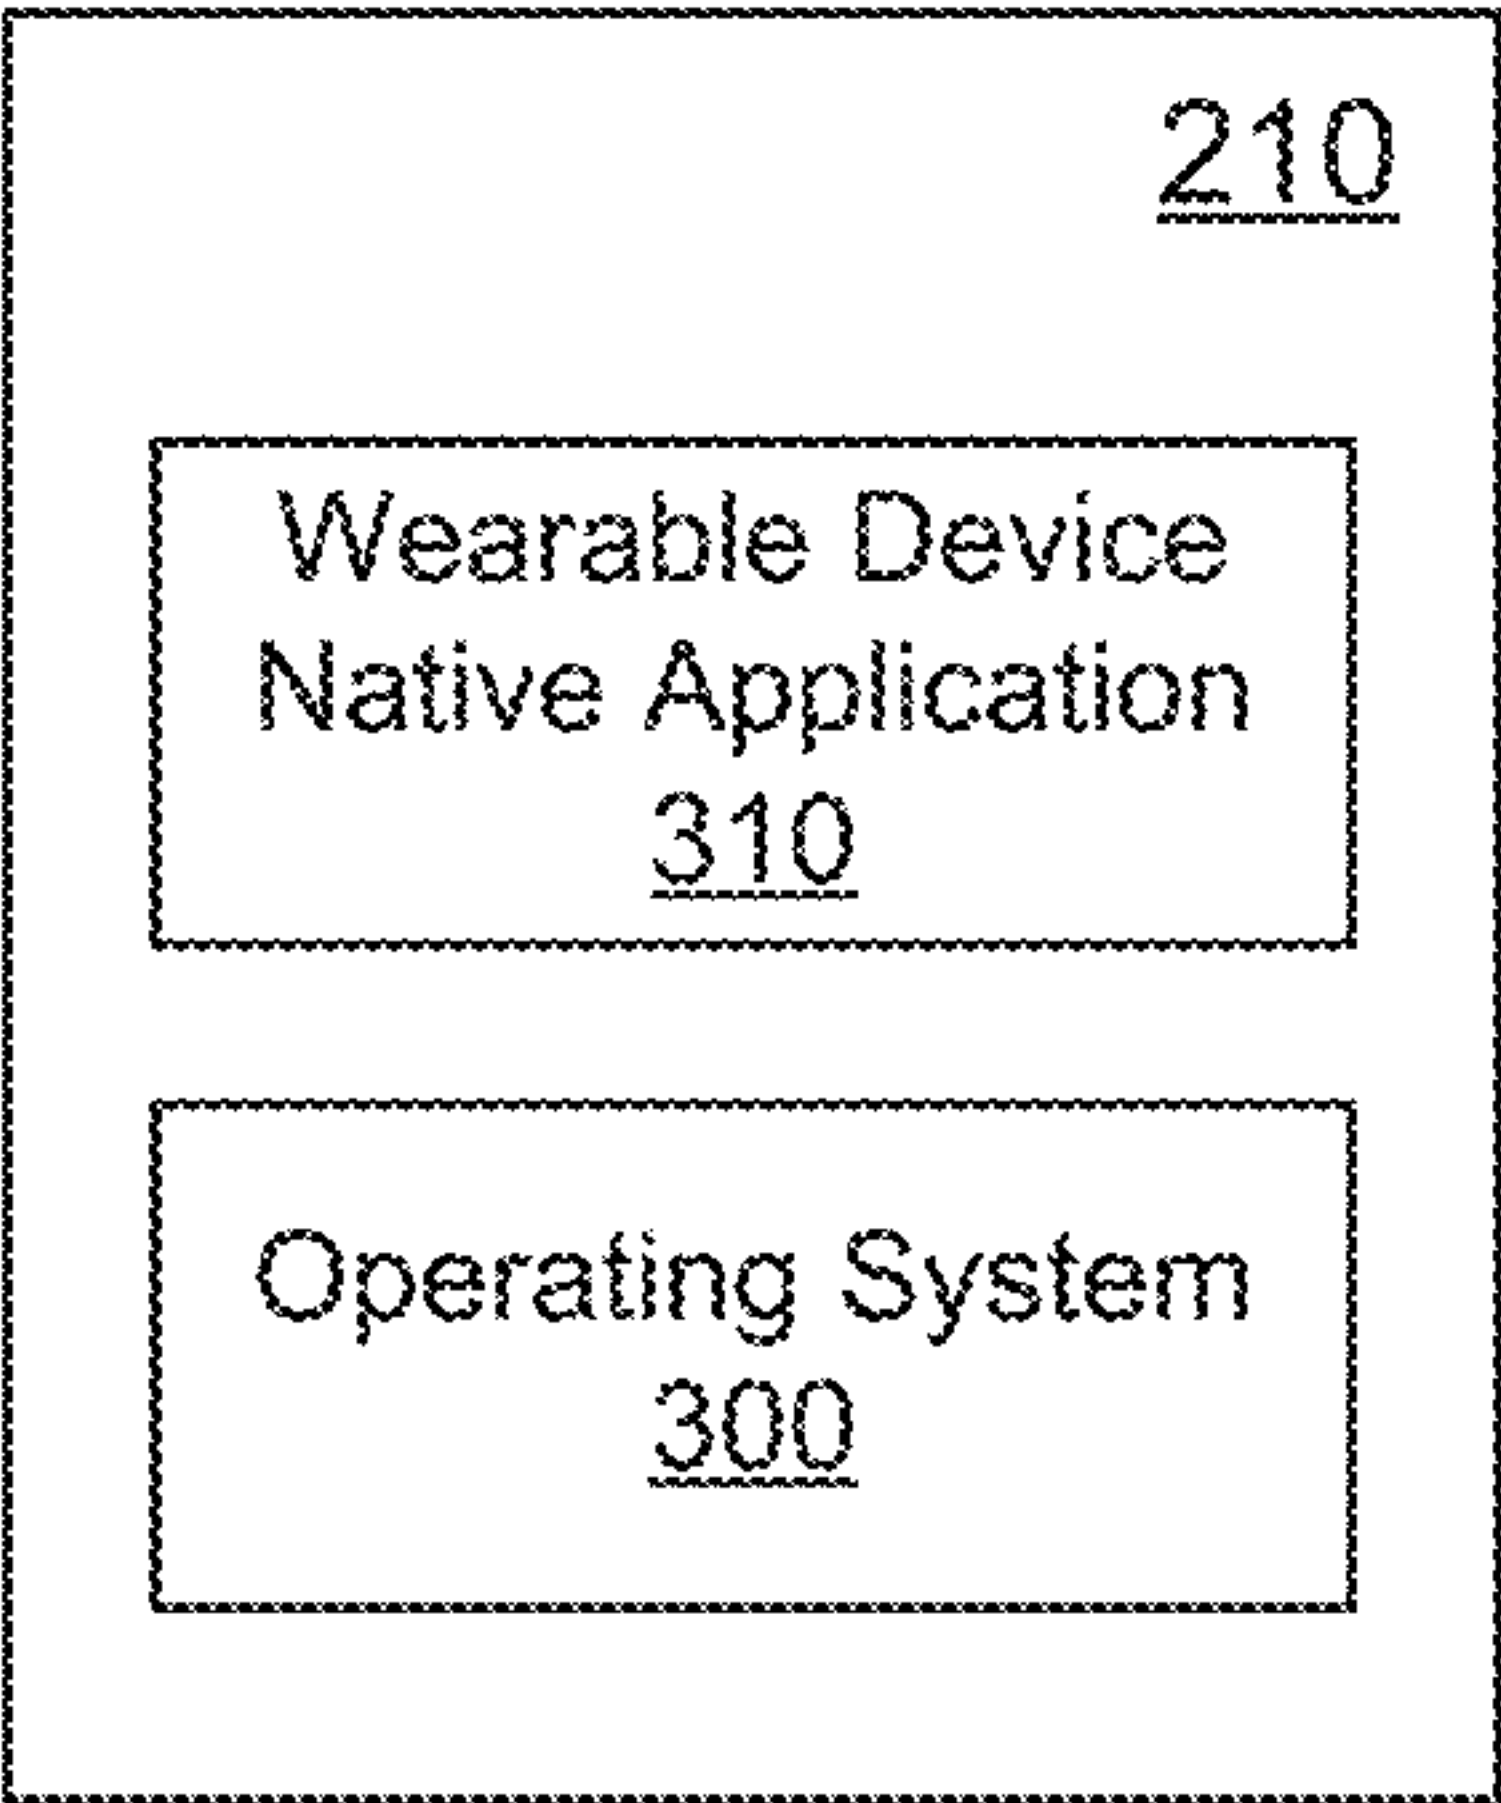 210
Wearable Device
Native Application
310
Operating System
300